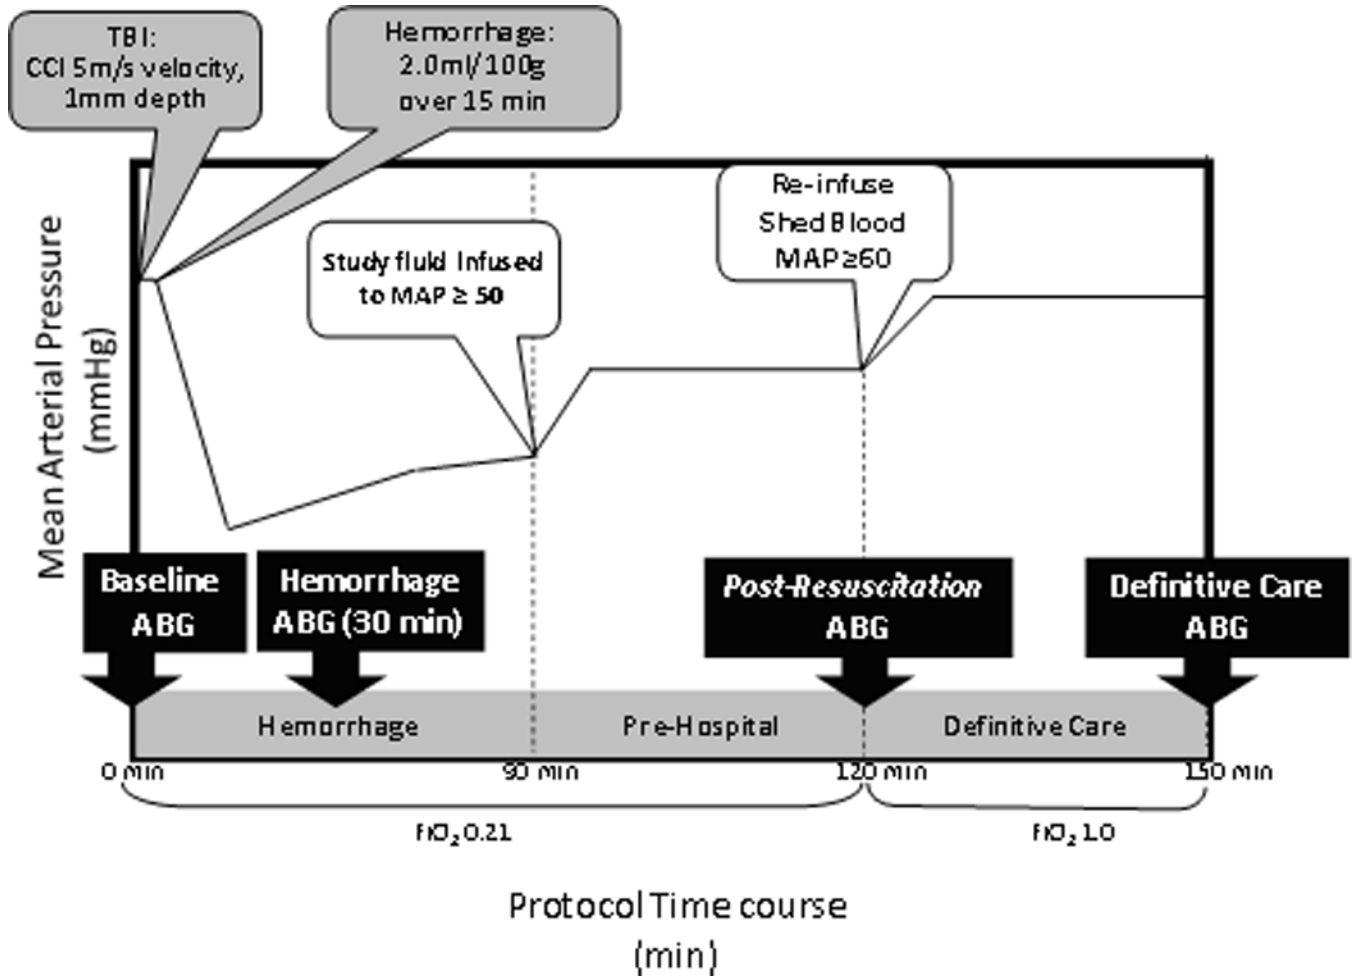 TBI:
CCI 5m/s velocity,
1mm depth
Hemorrhage:
2.0ml/100g
over 15 min
Re-infuse
Shed Blood
MAP ≥60
Study fluid Infused
to MAP ≥ 50
Mean Arterial Pressure
(mmHg)
Baseline
ABG
Hemorrhage
ABG (30 min)
Post-Resuscitation
ABG
Definitive Care
ABG
Hemorrhage
Pre-Hospital
Definitive Care
0 min
90 min
120 min
150 min
FiO₂ 0.21
FiO₂ 1.0
Protocol Time course
(min)